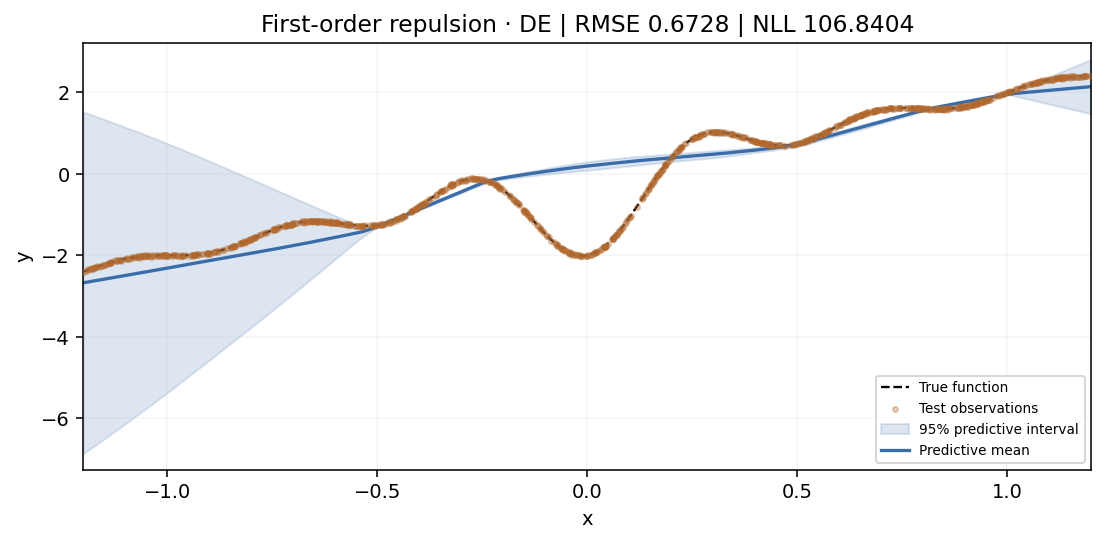 First-order repulsion · DE | RMSE 0.6728 | NLL 106.8404
y
2
0
−2
−4
−6
True function
Test observations
95% predictive interval
Predictive mean
−1.0 −0.5 0.0 0.5 1.0
x